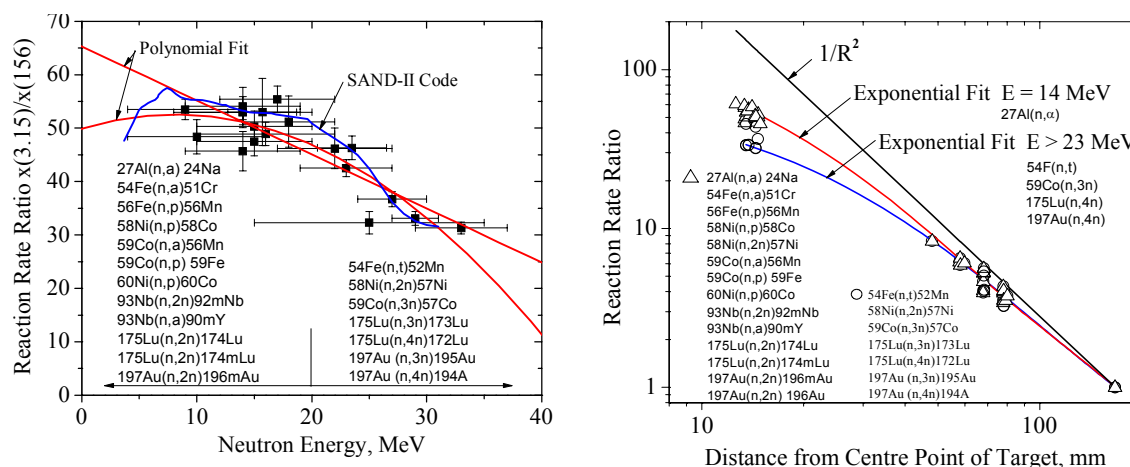 70
60
50
40
30
20
10
0
Reaction Rate Ratio x(3.15)/x(156)
Polynomial Fit
SAND-II Code
27Al(n,a) 24Na
54Fe(n,a)51Cr
56Fe(n,p)56Mn
58Ni(n,p)58Co
59Co(n,a)56Mn
59Co(n,p) 59Fe
60Ni(n,p)60Co
93Nb(n,2n)92mNb
93Nb(n,a)90mY
175Lu(n,2n)174Lu
175Lu(n,2n)174mLu
197Au(n,2n)196mAu
54Fe(n,t)52Mn
58Ni(n,2n)57Ni
59Co(n,3n)57Co
175Lu(n,3n)173Lu
175Lu(n,4n)172Lu
197Au (n,3n)195Au
197Au (n,4n)194A
0 10 20 30 40
Neutron Energy, MeV
100
10
1
Reaction Rate Ratio
1/R²
Exponential Fit E = 14 MeV
27Al(n,α)
Exponential Fit E > 23 MeV
54F(n,t)
59Co(n,3n)
175Lu(n,4n)
197Au(n,4n)
27Al(n,a) 24Na
54Fe(n,a)51Cr
56Fe(n,p)56Mn
58Ni(n,p)58Co
58Ni(n,2n)57Ni
59Co(n,a)56Mn
59Co(n,p) 59Fe
60Ni(n,p)60Co
93Nb(n,2n)92mNb
93Nb(n,a)90mY
175Lu(n,2n)174Lu
175Lu(n,2n)174mLu
197Au(n,2n)196mAu
197Au(n,2n) 196Au
54Fe(n,t)52Mn
58Ni(n,2n)57Ni
59Co(n,3n)57Co
175Lu(n,3n)173Lu
175Lu(n,4n)172Lu
197Au (n,3n)195Au
197Au (n,4n)194A
10 100
Distance from Centre Point of Target, mm